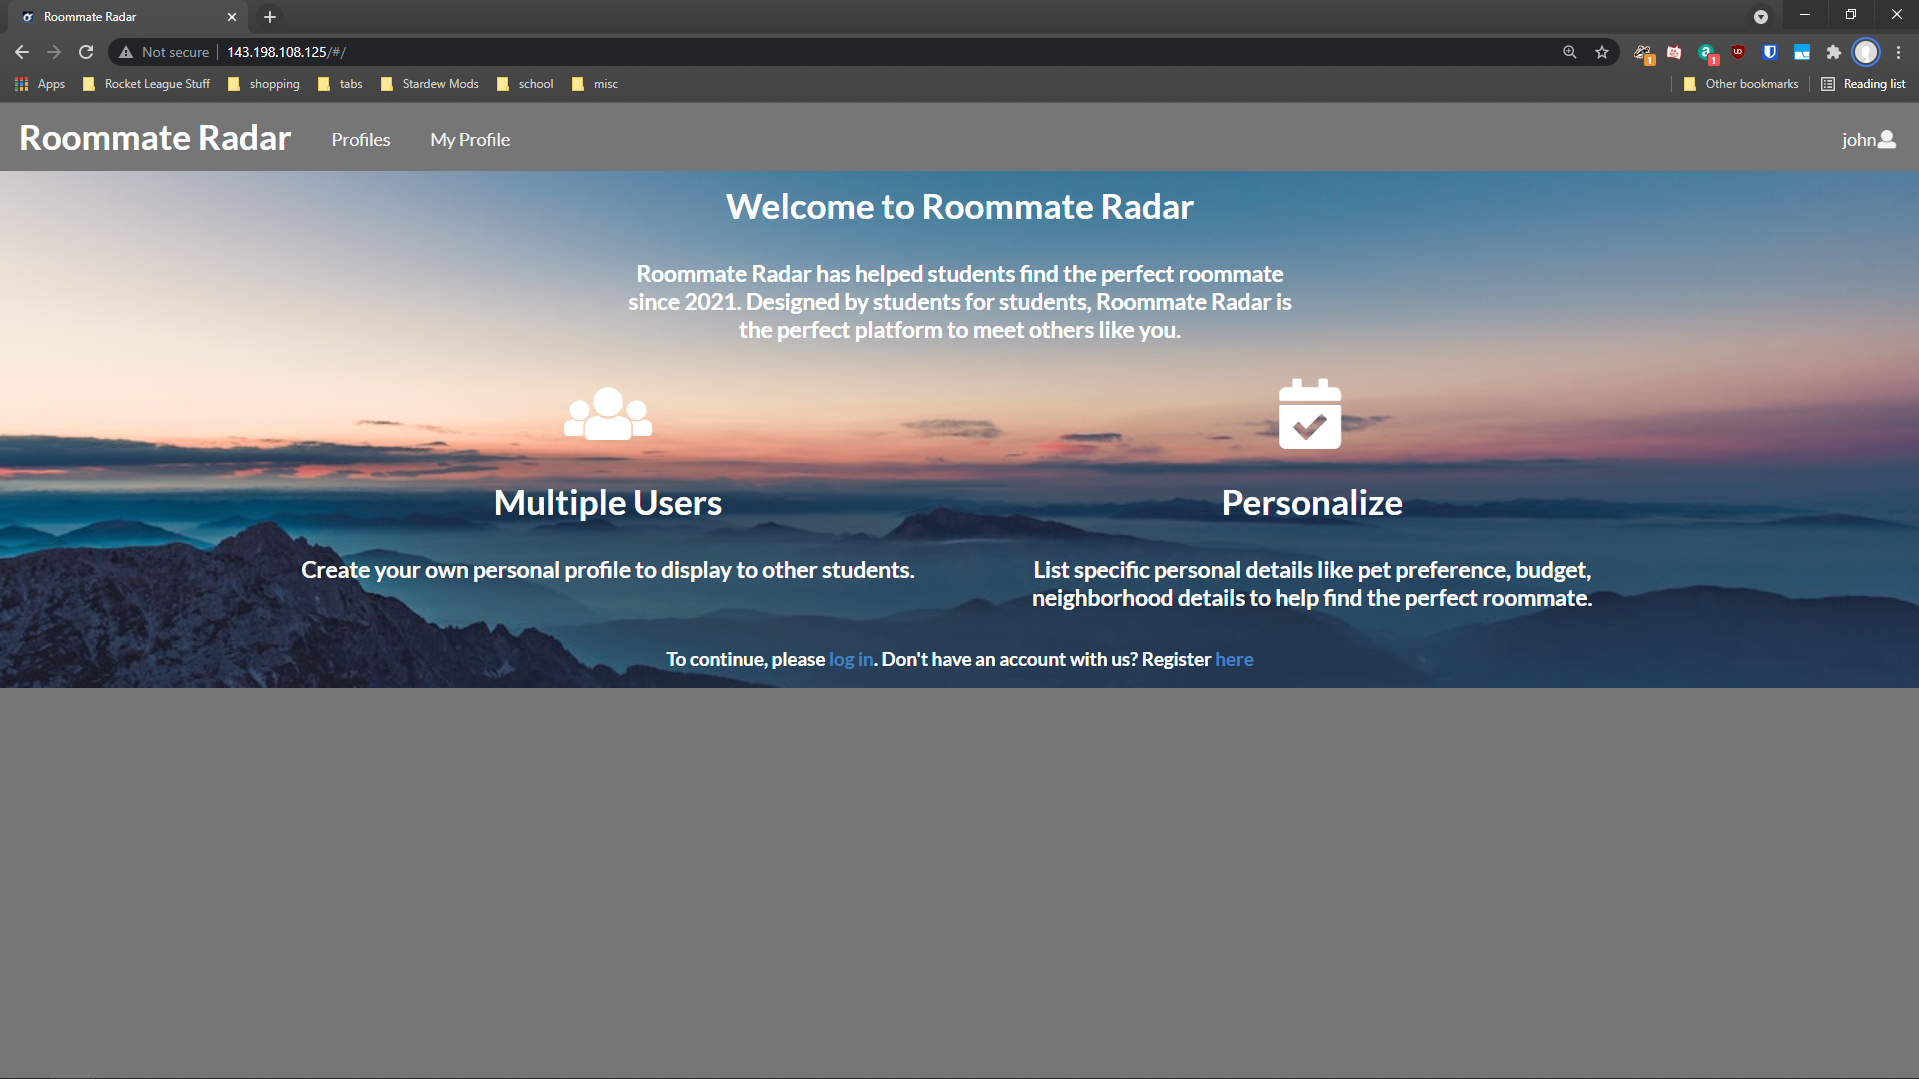 Roommate Radar
Not secure 143.198.108.125/#/
1 1
Apps Rocket League Stuff shopping tabs Stardew Mods school misc Other bookmarks Reading list
Roommate Radar Profiles My Profile john
Welcome to Roommate Radar
Roommate Radar has helped students find the perfect roommate
since 2021. Designed by students for students, Roommate Radar is
the perfect platform to meet others like you.
Multiple Users
Create your own personal profile to display to other students.
Personalize
List specific personal details like pet preference, budget,
neighborhood details to help find the perfect roommate.
To continue, please log in. Don't have an account with us? Register here